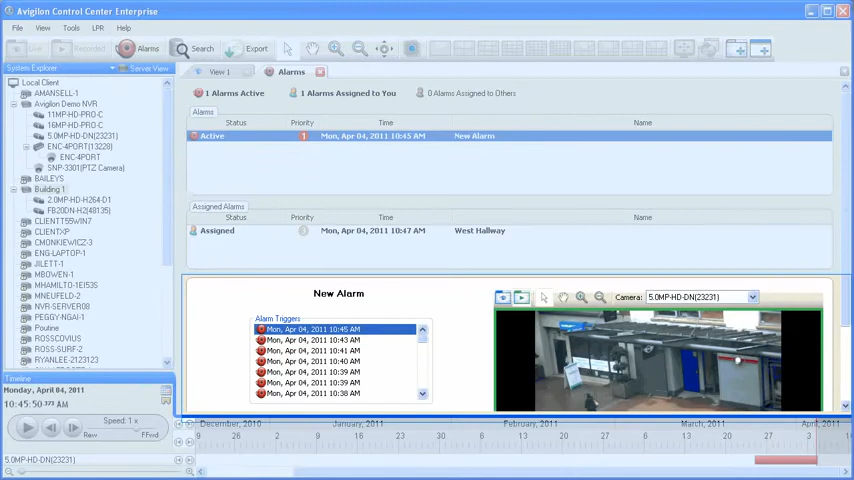 Avigilon Control Center Enterprise
File View Tools LPR Help
Live Recorded Alarms Search Export
System Explorer Server View
View 1 Alarms
Local Client
AMANSELL-1
Avigilon Demo NVR
11MP-HD-PRO-C
16MP-HD-PRO-C
5.0MP-HD-DN(23231)
ENC-4PORT(13228)
ENC-4PORT
SNP-3301(PTZ Camera)
BAILEYS
Building 1
2.0MP-HD-H264-D1
FB20DN-H2(48135)
CLIENTT55WIN7
CLIENTXP
CMONKIEWICZ-3
ENG-LAPTOP-1
JILETT-1
MBOWEN-1
MHAMILTO-1EI53S
MNEUFELD-2
NVR-SERVER08
PEGGY-NGAI-1
Poutine
ROSSCOVIUS
ROSS-SURF-2
RYANLEE-2123123
1 Alarms Active 1 Alarms Assigned to You 0 Alarms Assigned to Others
Alarms
Status Priority Time Name
Active 1 Mon, Apr 04, 2011 10:45 AM New Alarm
Assigned Alarms
Status Priority Time Name
Assigned 3 Mon, Apr 04, 2011 10:47 AM West Hallway
New Alarm
Camera: 5.0MP-HD-DN(23231)
Alarm Triggers
Mon, Apr 04, 2011 10:45 AM
Mon, Apr 04, 2011 10:43 AM
Mon, Apr 04, 2011 10:41 AM
Mon, Apr 04, 2011 10:40 AM
Mon, Apr 04, 2011 10:39 AM
Mon, Apr 04, 2011 10:39 AM
Mon, Apr 04, 2011 10:38 AM
Timeline
Monday, April 04, 2011
10:45:50.373 AM
Speed: 1 x
Raw FFwd
December, 2010 January, 2011 February, 2011 March, 2011 April, 2011
9 26 2 9 16 23 30 6 13 20 27 6 13 20 27 3 10
5.0MP-HD-DN(23231)